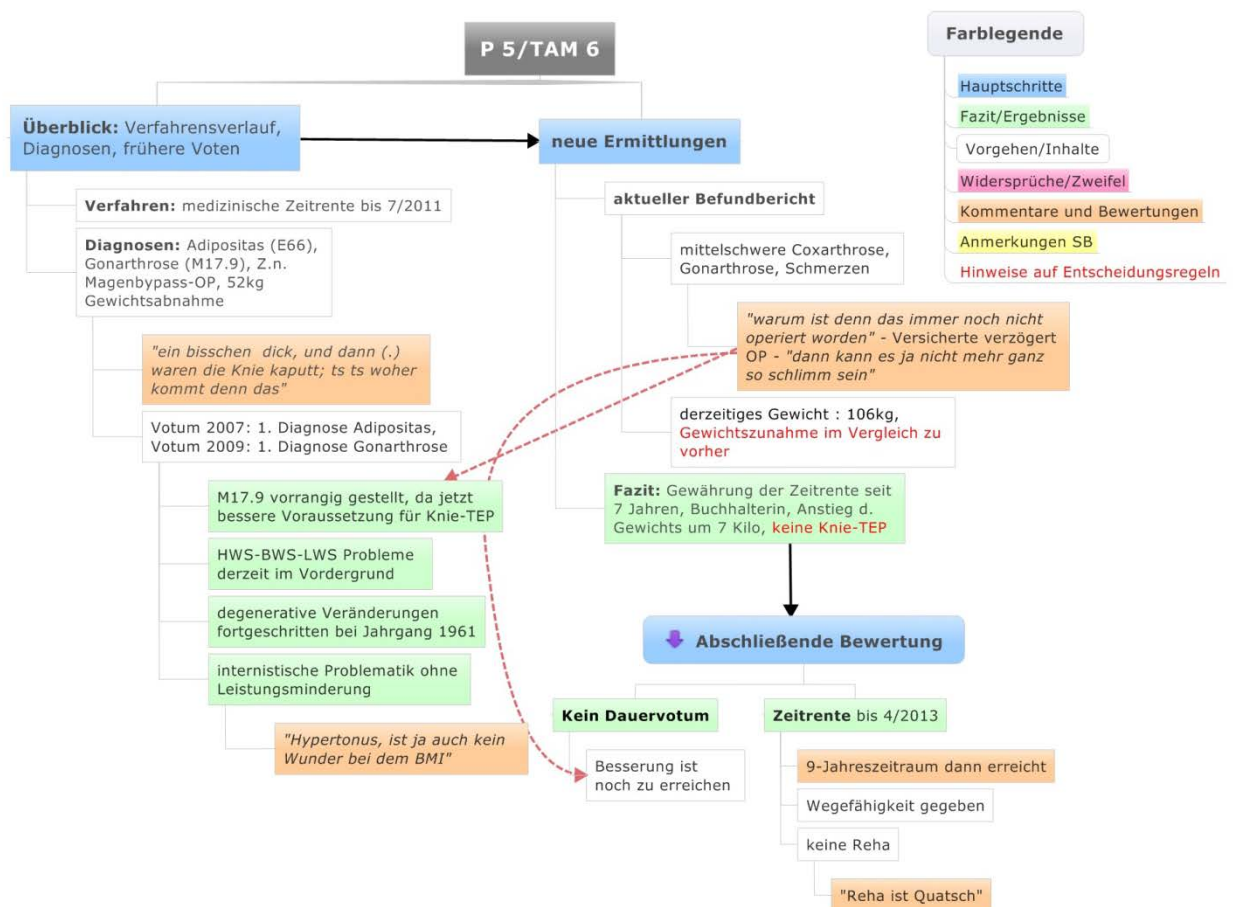 P 5/TAM 6
Farblegende
Hauptschritte
Fazit/Ergebnisse
Vorgehen/Inhalte
Widersprüche/Zweifel
Kommentare und Bewertungen
Anmerkungen SB
Hinweise auf Entscheidungsregeln
Überblick: Verfahrensverlauf,
Diagnosen, frühere Voten
Verfahren: medizinische Zeitrente bis 7/2011
Diagnosen: Adipositas (E66),
Gonarthrose (M17.9), Z.n.
Magenbypass-OP, 52kg
Gewichtsabnahme
"ein bisschen dick, und dann (.)
waren die Knie kaputt; ts ts woher
kommt denn das"
Votum 2007: 1. Diagnose Adipositas,
Votum 2009: 1. Diagnose Gonarthrose
M17.9 vorrangig gestellt, da jetzt
bessere Voraussetzung für Knie-TEP
HWS-BWS-LWS Probleme
derzeit im Vordergrund
degenerative Veränderungen
fortgeschritten bei Jahrgang 1961
internistische Problematik ohne
Leistungsminderung
"Hypertonus, ist ja auch kein
Wunder bei dem BMI"
neue Ermittlungen
aktueller Befundbericht
mittelschwere Coxarthrose,
Gonarthrose, Schmerzen
"warum ist denn das immer noch nicht
operiert worden" - Versicherte verzögert
OP - "dann kann es ja nicht mehr ganz
so schlimm sein"
derzeitiges Gewicht : 106kg,
Gewichtszunahme im Vergleich zu
vorher
Fazit: Gewährung der Zeitrente seit
7 Jahren, Buchhalterin, Anstieg d.
Gewichts um 7 Kilo, keine Knie-TEP
Abschließende Bewertung
Kein Dauervotum
Besserung ist
noch zu erreichen
Zeitrente bis 4/2013
9-Jahreszeitraum dann erreicht
Wegefähigkeit gegeben
keine Reha
"Reha ist Quatsch"